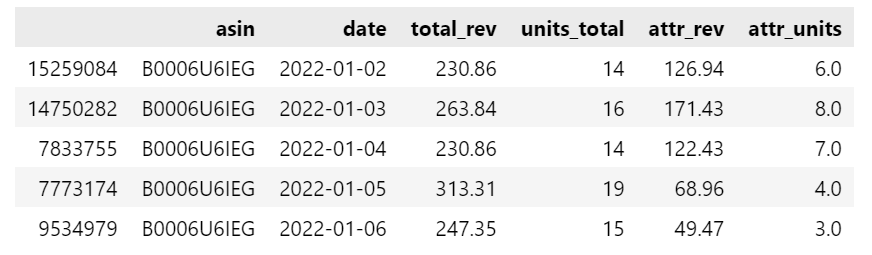 asin date total_rev units_total attr_rev attr_units
15259084 B0006U6IEG 2022-01-02 230.86 14 126.94 6.0
14750282 B0006U6IEG 2022-01-03 263.84 16 171.43 8.0
7833755 B0006U6IEG 2022-01-04 230.86 14 122.43 7.0
7773174 B0006U6IEG 2022-01-05 313.31 19 68.96 4.0
9534979 B0006U6IEG 2022-01-06 247.35 15 49.47 3.0